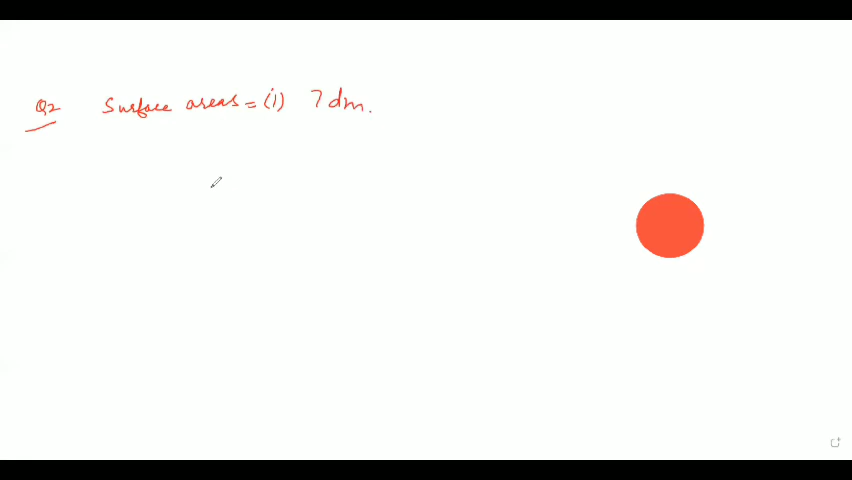 Q2 Surface areas = (i) 7 dm.